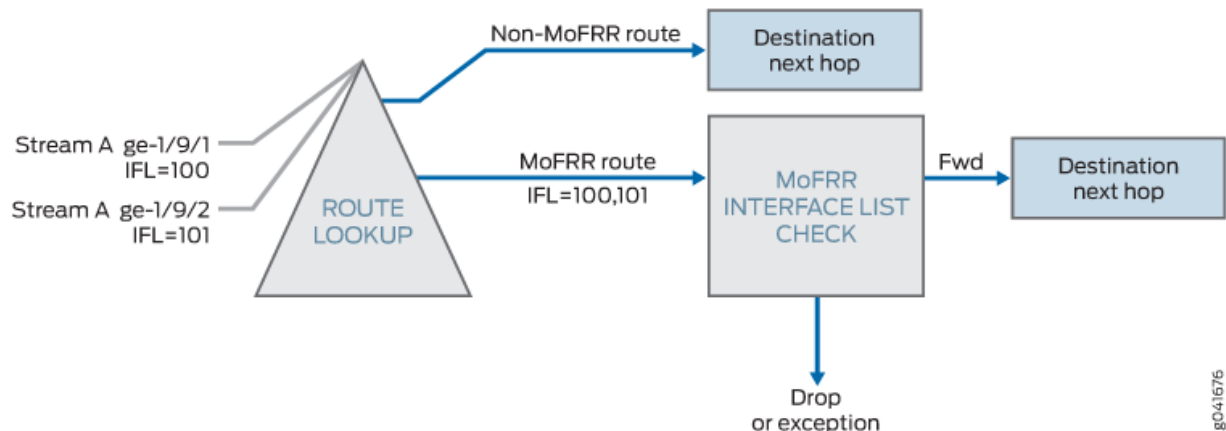 Non-MoFRR route
Destination
next hop
Stream A ge-1/9/1
IFL=100
Stream A ge-1/9/2
IFL=101
ROUTE
LOOKUP
MoFRR route
IFL=100,101
MoFRR
INTERFACE LIST
CHECK
Fwd
Destination
next hop
Drop
or exception
g041676